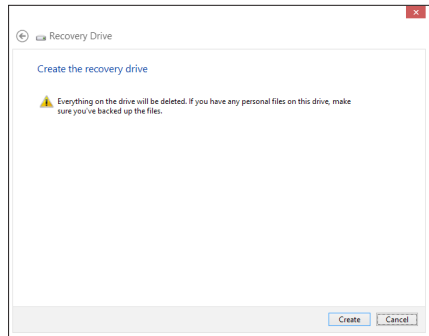 Recovery Drive
Create the recovery drive
Everything on the drive will be deleted. If you have any personal files on this drive, make
sure you've backed up the files.
Create Cancel